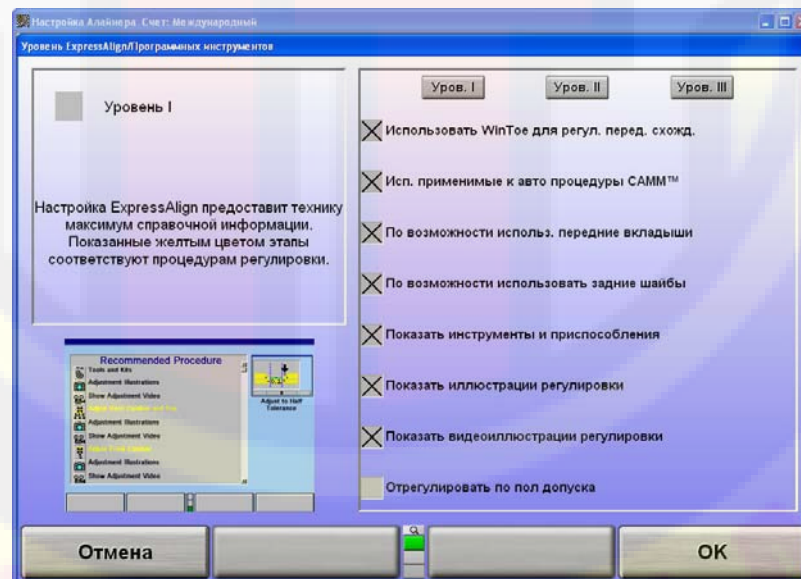 Настройка Алайнера Счет: Международный
Уровень ExpressAlign/Программных инструментов
Уровень I
Настройка ExpressAlign предоставит технику
максимум справочной информации.
Показанные желтым цветом этапы
соответствуют процедурам регулировки.
Recommended Procedure
Tools and Kits
Adjustment Illustrations
Show Adjustment Video
Adjustment Illustrations
Show Adjustment Video
Adjustment Illustrations
Show Adjustment Video
Adjust to Half
Tolerance
Уров. I
Уров. II
Уров. III
Использовать WinToe для регул. перед. схожд.
Исп. применимые к авто процедуры CAMM™
По возможности использ. передние вкладыши
По возможности использовать задние шайбы
Показать инструменты и приспособления
Показать иллюстрации регулировки
Показать видеоиллюстрации регулировки
Отрегулировать по пол допуска
Отмена
OK